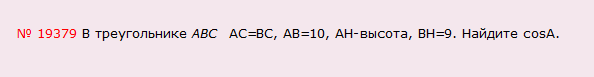 № 19379 В треугольнике ABC AC=BC, AB=10, AH-высота, BH=9. Найдите cosA.